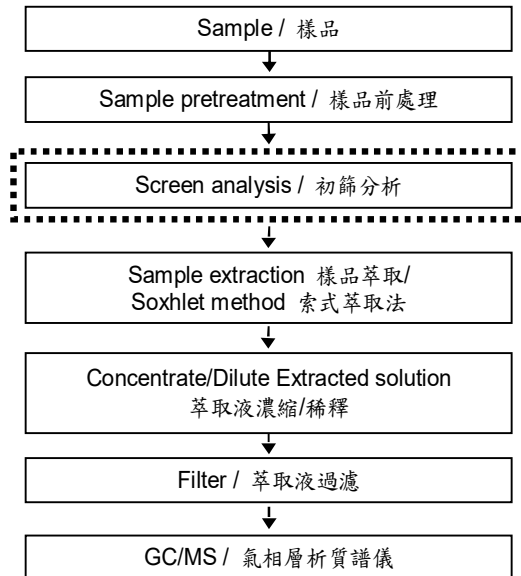 Sample / 樣品
Sample pretreatment / 樣品前處理
Screen analysis / 初篩分析
Sample extraction 樣品萃取/
Soxhlet method 索式萃取法
Concentrate/Dilute Extracted solution
萃取液濃縮/稀釋
Filter / 萃取液過濾
GC/MS / 氣相層析質譜儀